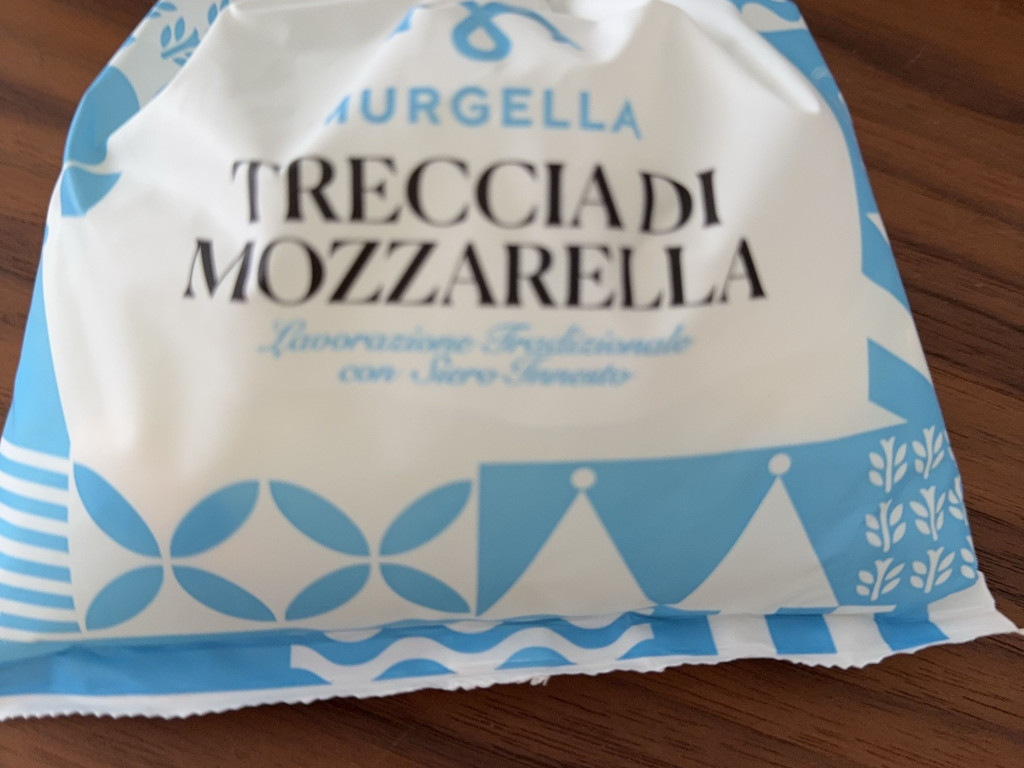 MURGELLA
TRECCIA DI
MOZZARELLA
Lavorazione Tradizionale
con Siero Innesto